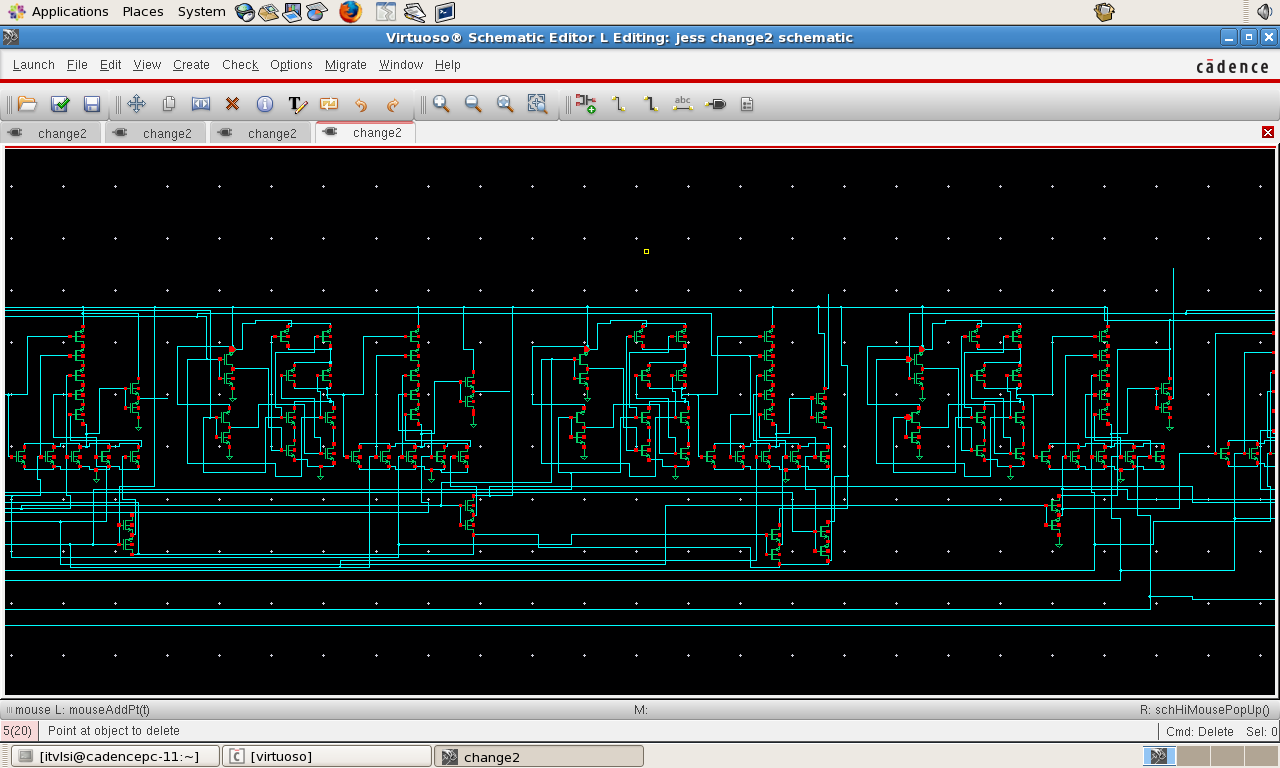 Applications Places System
Virtuoso® Schematic Editor L Editing: jess change2 schematic
Launch File Edit View Create Check Options Migrate Window Help
cādence
abc
change2 change2 change2 change2
mouse L: mouseAddPt(t) M: R: schHiMousePopUp()
5(20) Point at object to delete Cmd: Delete Sel: 0
[itvlsi@cadencepc-11:~] [virtuoso] change2